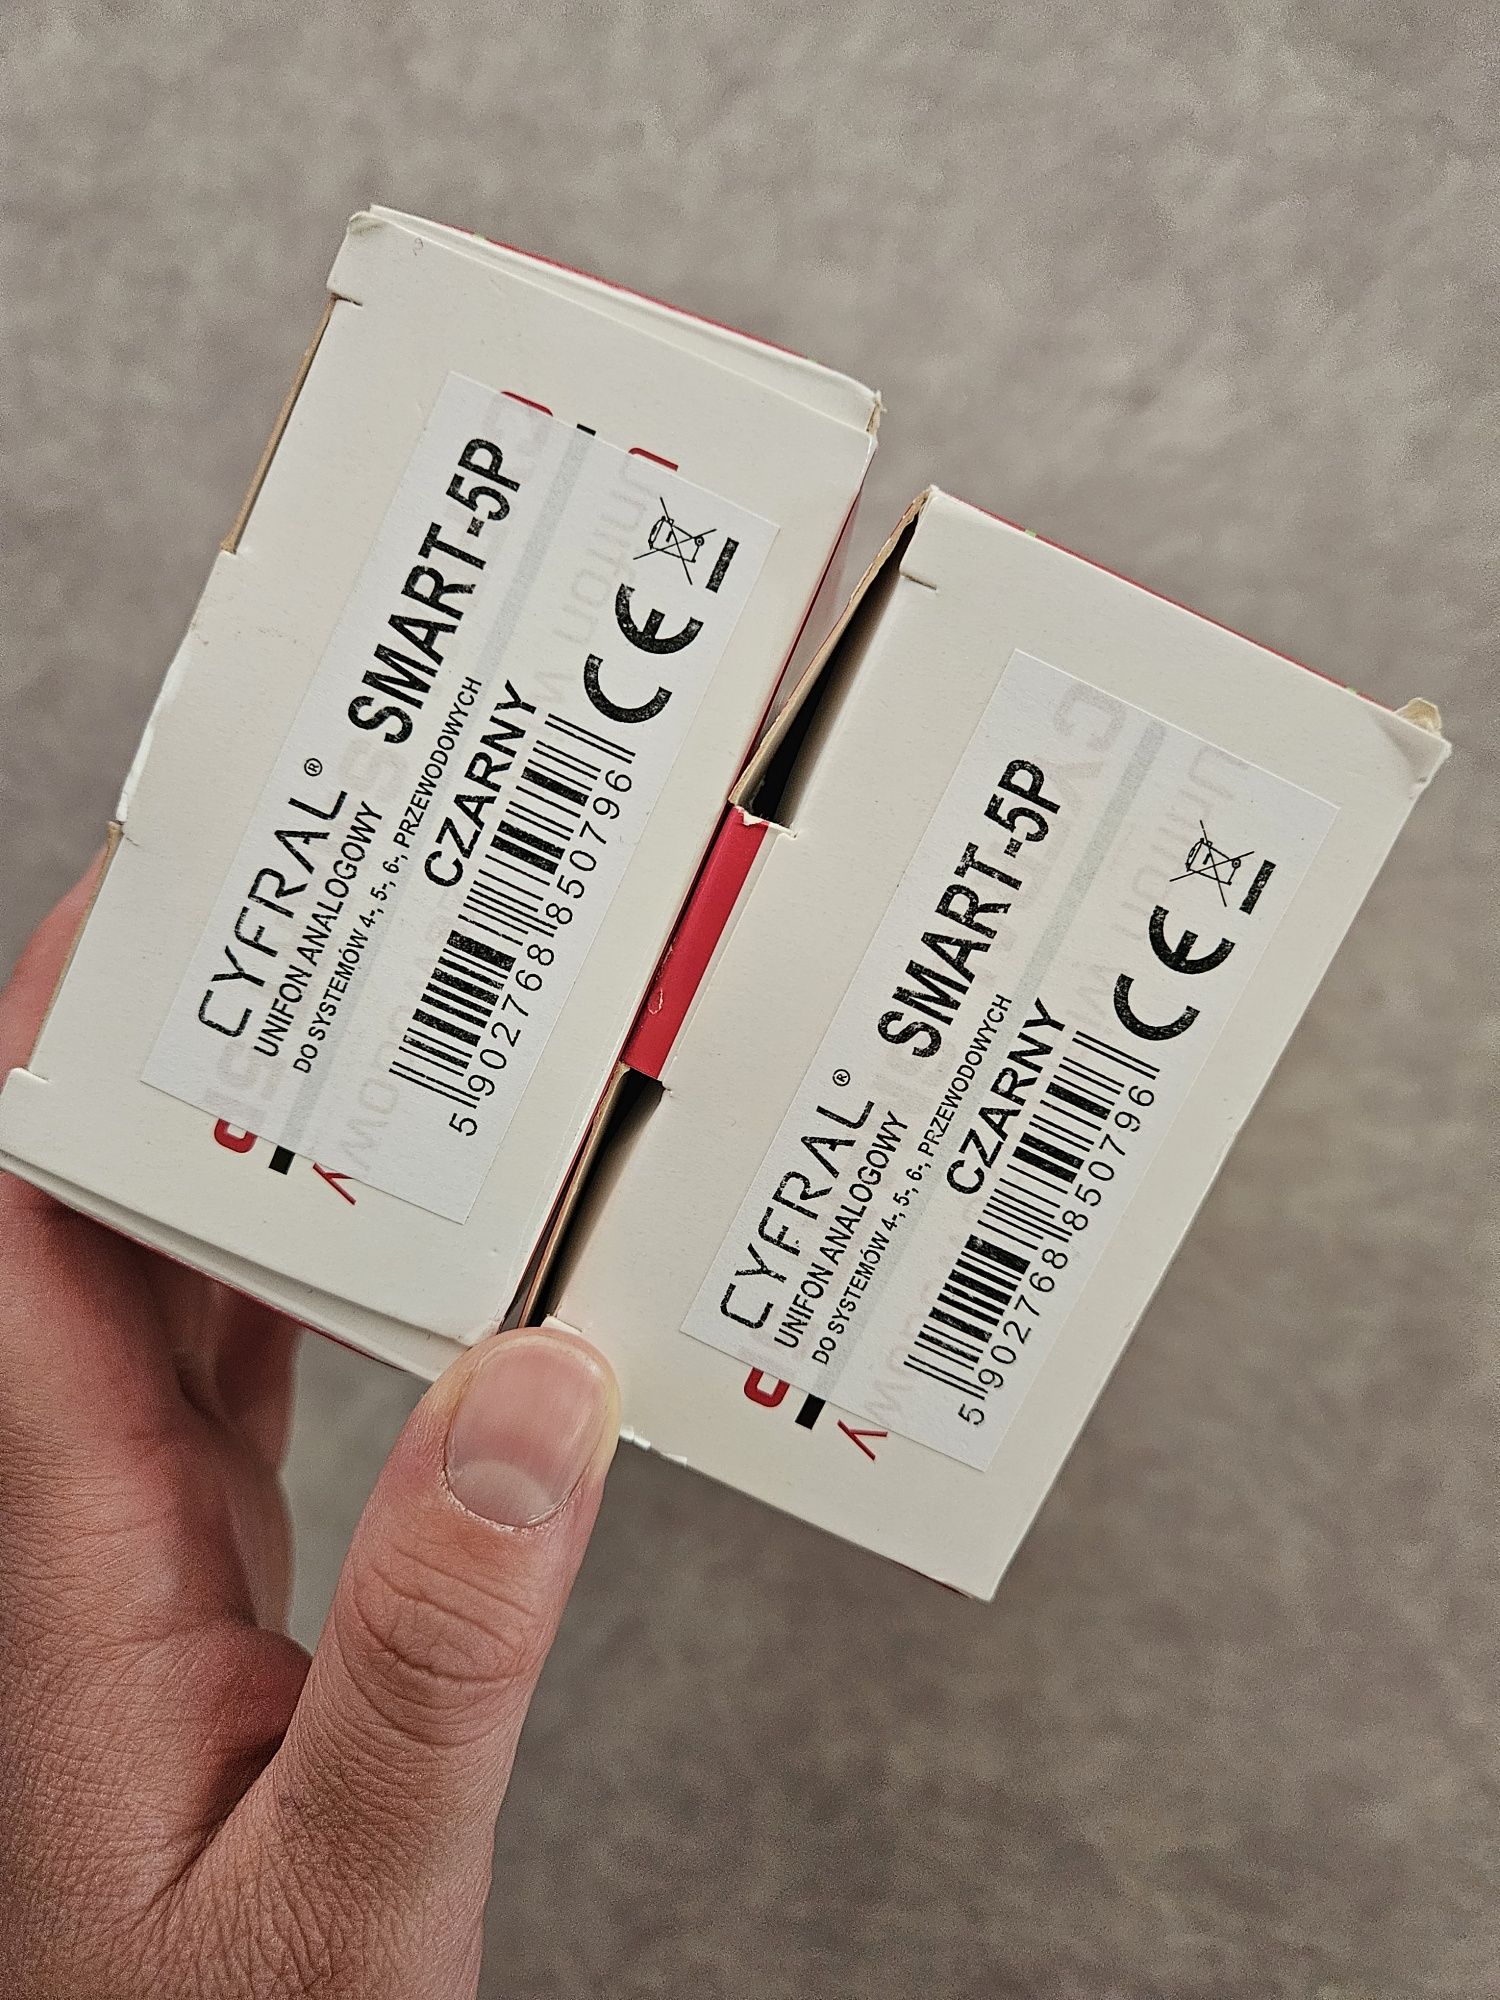 CYFRAL® SMART-5P
UNIFON ANALOGOWY
DO SYSTEMÓW 4-, 5-, 6-, PRZEWODOWYCH
CZARNY
5 902768 850796
CE
CYFRAL® SMART-5P
UNIFON ANALOGOWY
DO SYSTEMÓW 4-, 5-, 6-, PRZEWODOWYCH
CZARNY
5 902768 850796
CE